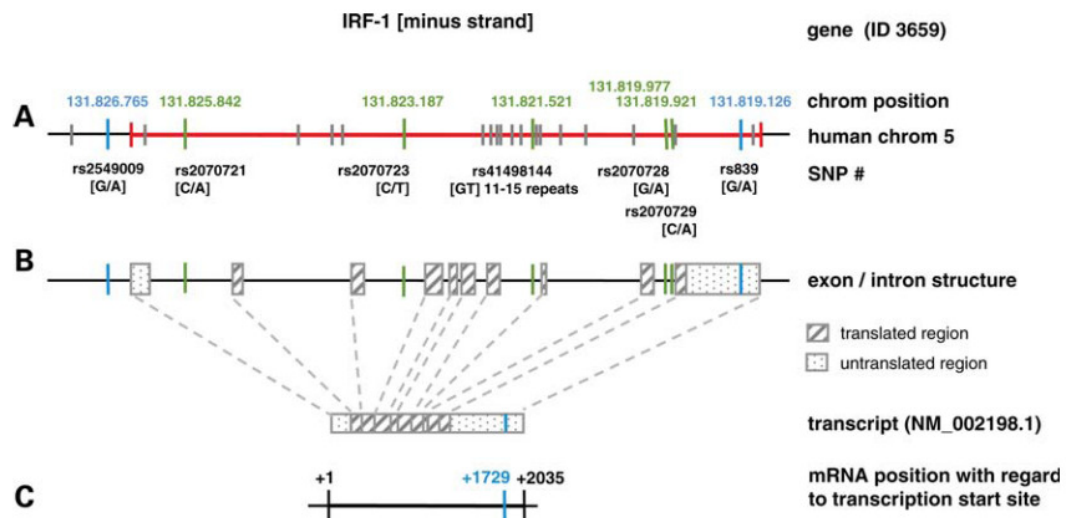 IRF-1 [minus strand]
gene (ID 3659)
131.819.977
131.826.765 131.825.842 131.823.187 131.821.521 131.819.921 131.819.126 chrom position
A
human chrom 5
rs2549009 rs2070721 rs2070723 rs41498144 rs2070728 rs839 SNP #
[G/A] [C/A] [C/T] [GT] 11-15 repeats [G/A] [G/A]
rs2070729
[C/A]
B
exon / intron structure
translated region
untranslated region
transcript (NM_002198.1)
+1 +1729 +2035 mRNA position with regard
C to transcription start site